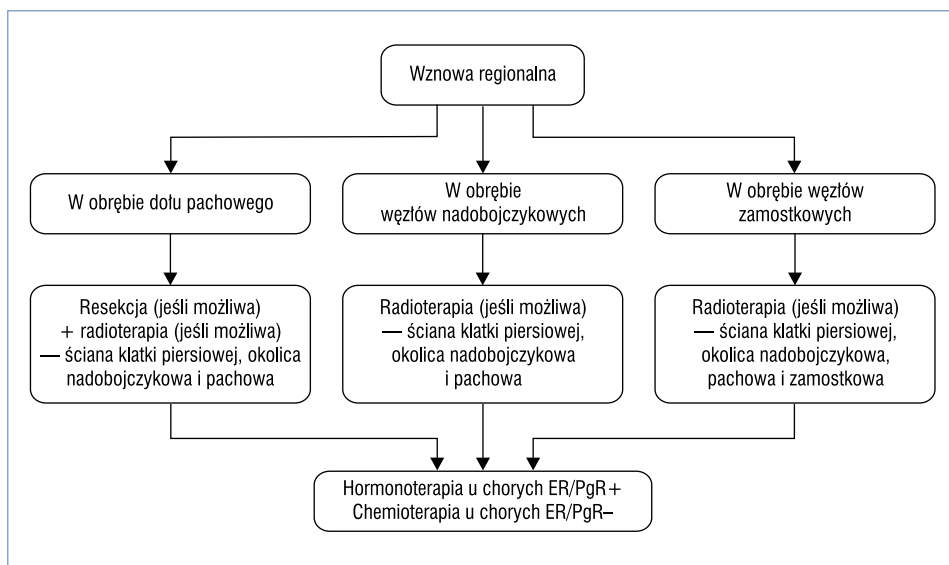 Wznowa regionalna
W obrębie dołu pachowego
W obrębie
węzłów nadobojczykowych
W obrębie węzłów
zamostkowych
Resekcja (jeśli możliwa)
+ radioterapia (jeśli możliwa)
— ściana klatki piersiowej, okolica
nadobojczykowa i pachowa
Radioterapia (jeśli możliwa)
— ściana klatki piersiowej,
okolica nadobojczykowa
i pachowa
Radioterapia (jeśli możliwa)
— ściana klatki piersiowej,
okolica nadobojczykowa,
pachowa i zamostkowa
Hormonoterapia u chorych ER/PgR+
Chemioterapia u chorych ER/PgR–